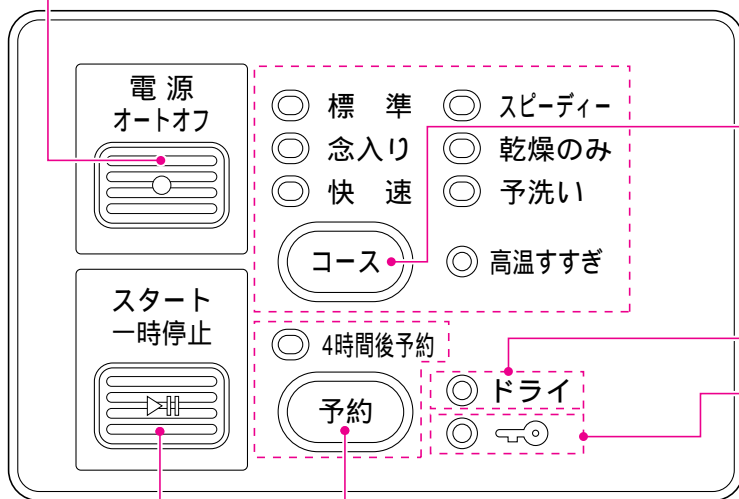 電源
オートオフ
標準
スピーディー
念入り
乾燥のみ
快速
予洗い
コース
高温すすぎ
スタート
一時停止
4時間後予約
予約
ドライ